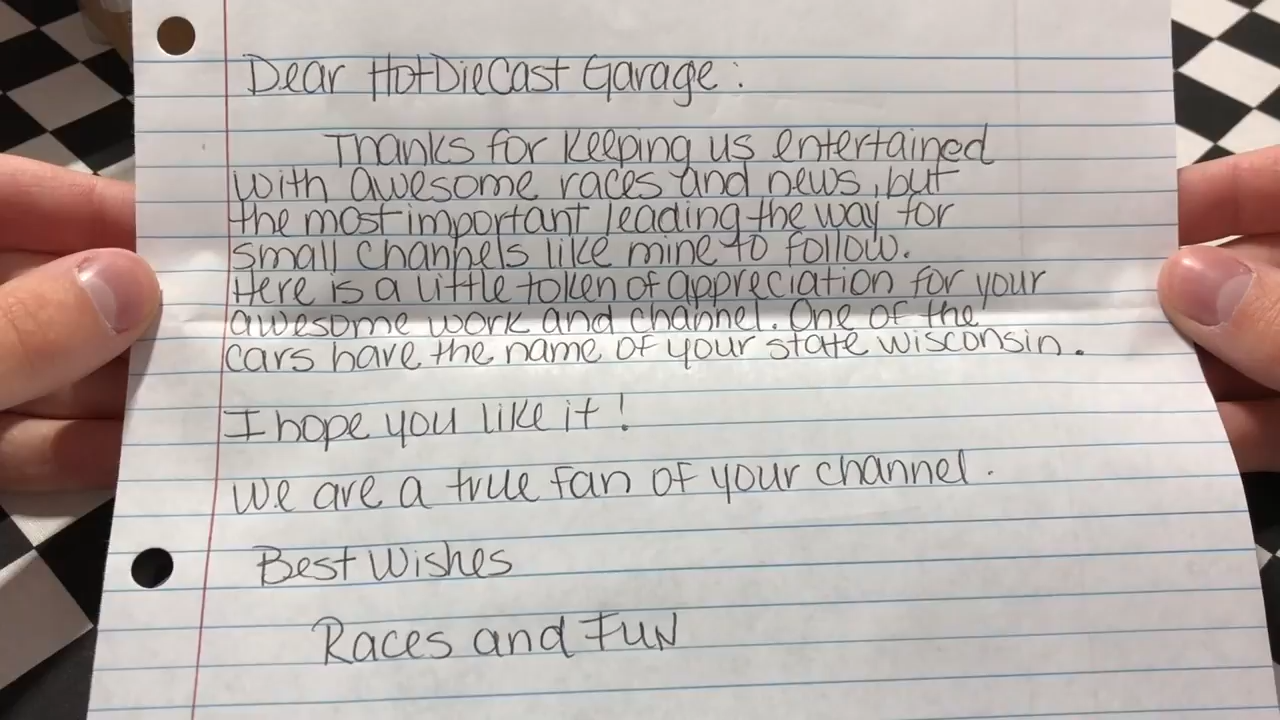 Dear HotDieCast Garage:
Thanks for keeping us entertained
with awesome races and news, but
the most important leading the way for
small channels like mine to follow.
Here is a little token of appreciation for your
awesome work and channel. One of the
cars have the name of your state wisconsin.
I hope you like it!
We are a true fan of your channel.
Best Wishes
Races and Fun